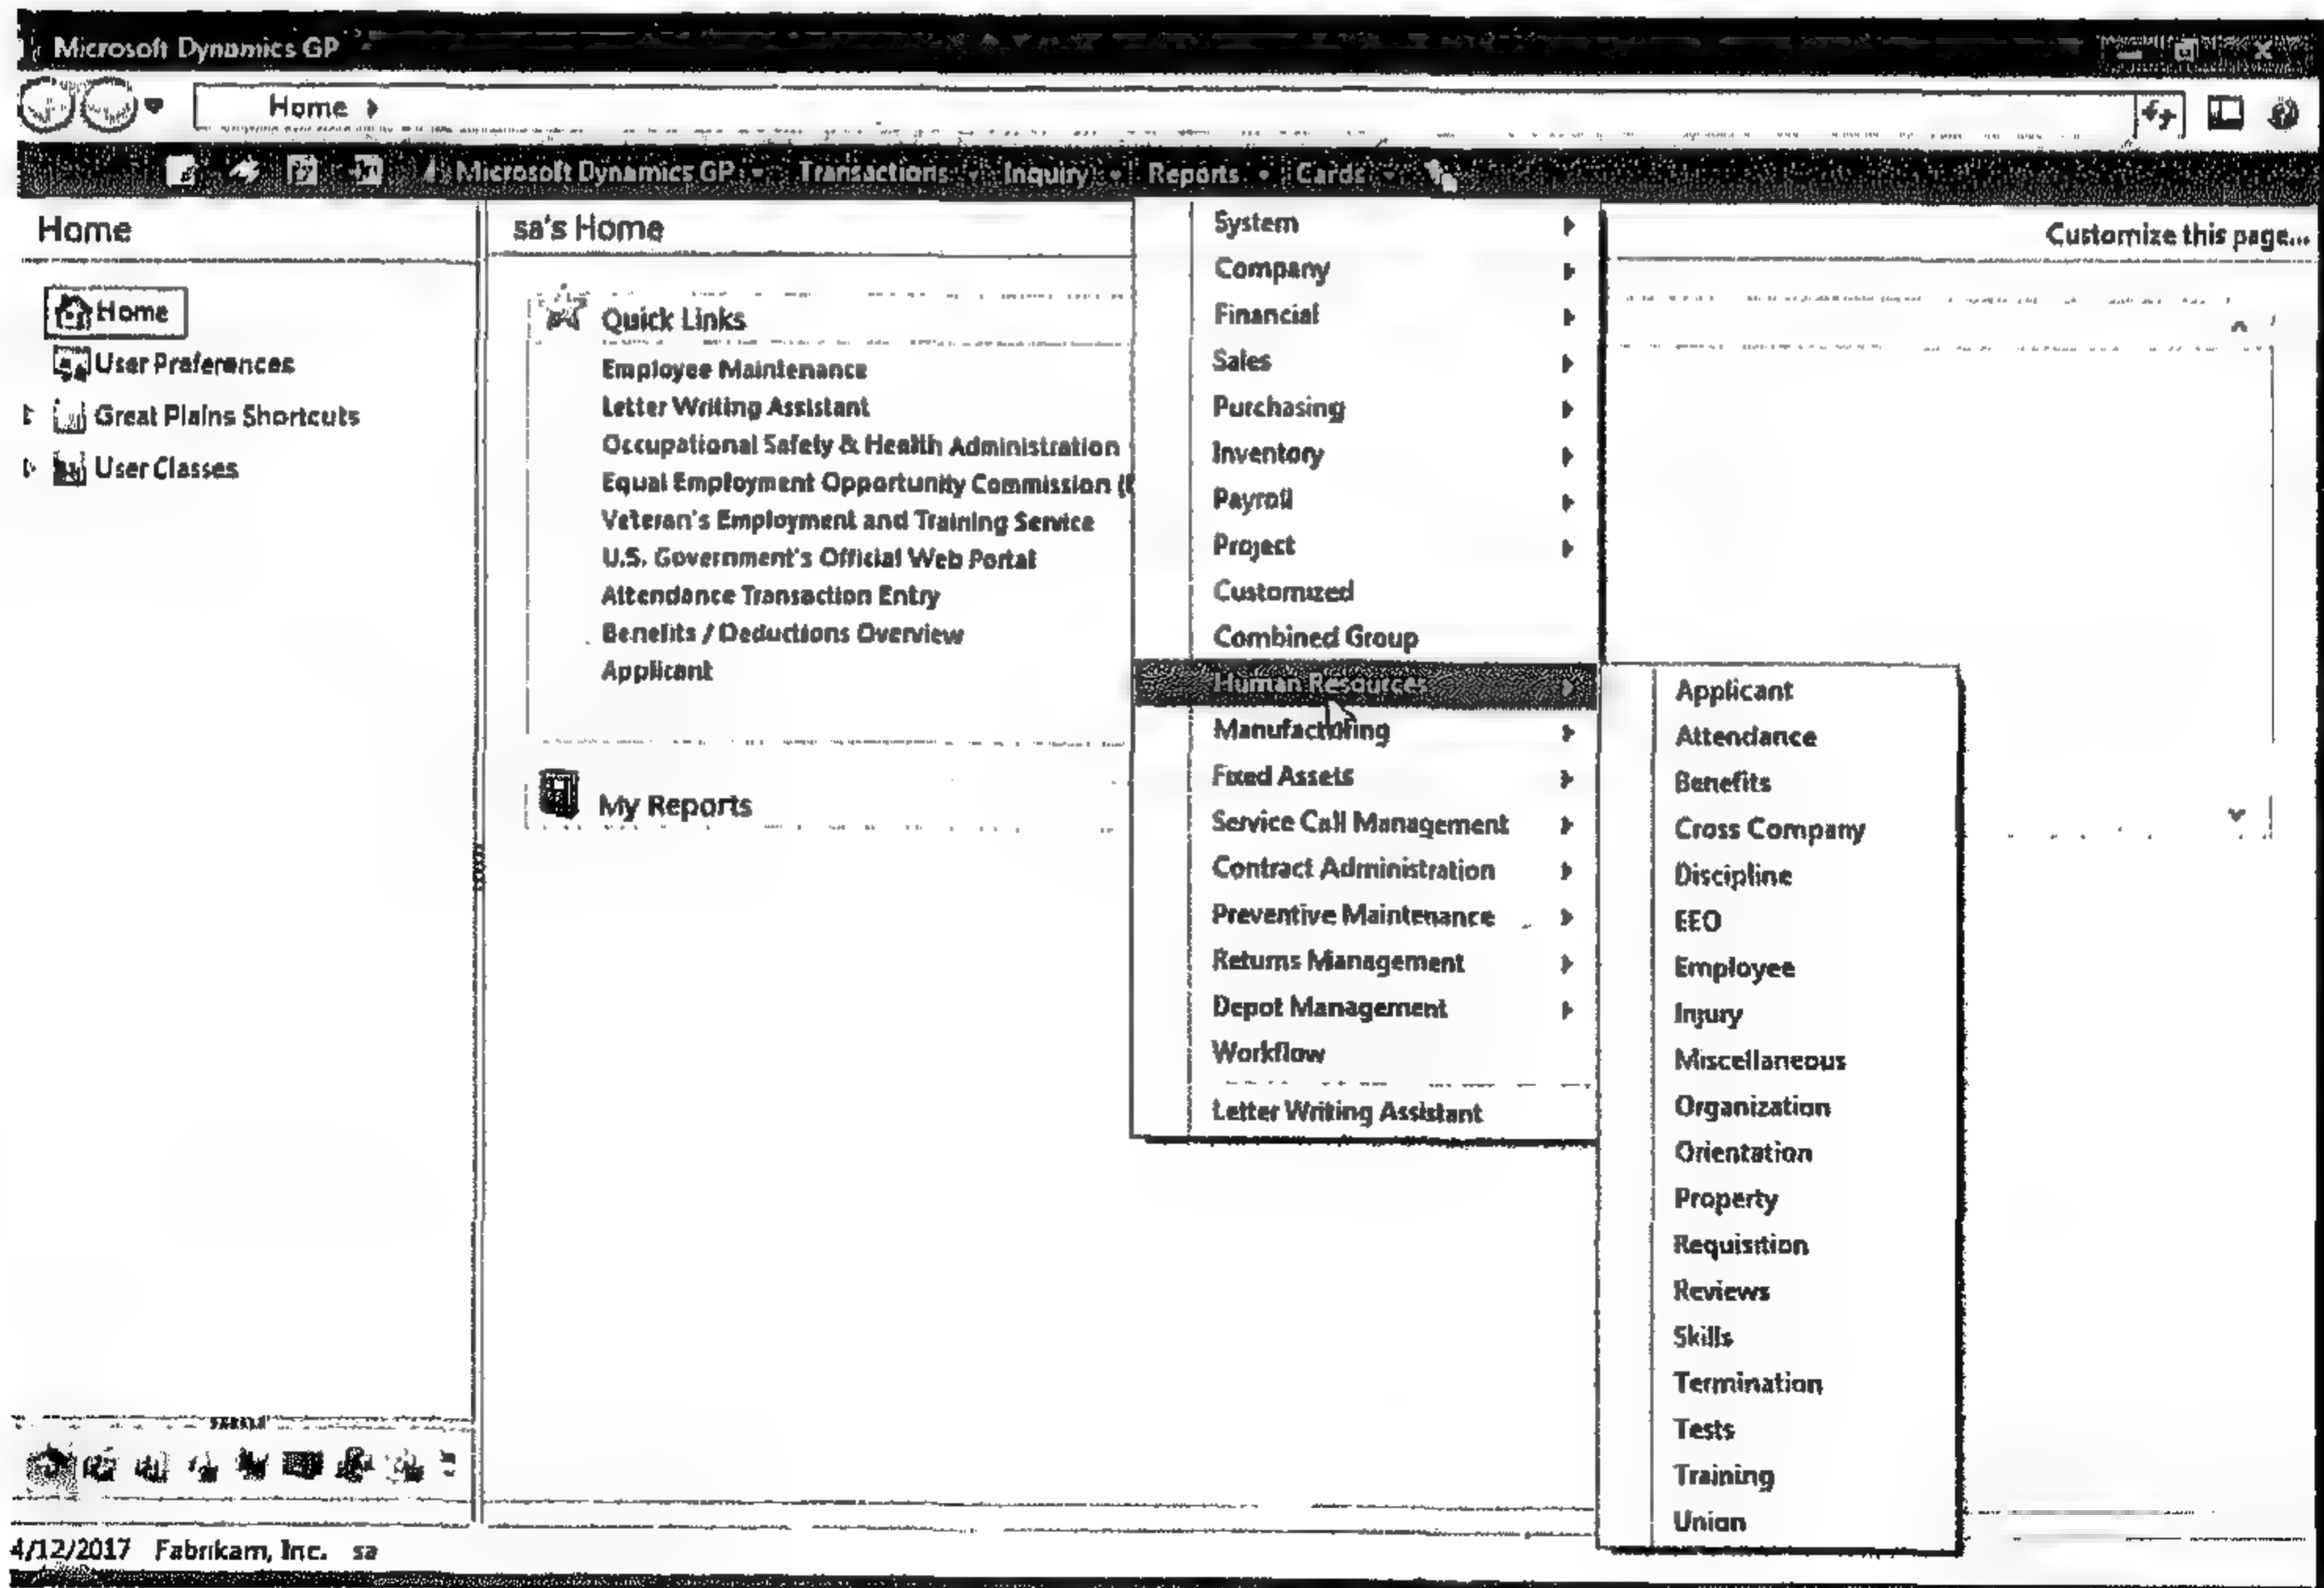 Microsoft Dynamics GP
Home
Microsoft Dynamics GP Transactions Inquiry Reports Cards
Home
Home
User Preferences
Great Plains Shortcuts
User Classes
sa's Home
Customize this page...
Quick Links
Employee Maintenance
Letter Writing Assistant
Occupational Safety & Health Administration
Equal Employment Opportunity Commission (
Veteran's Employment and Training Service
U.S. Government's Official Web Portal
Attendance Transaction Entry
Benefits / Deductions Overview
Applicant
My Reports
System
Company
Financial
Sales
Purchasing
Inventory
Payroll
Project
Customized
Combined Group
Human Resources
Manufacturing
Fixed Assets
Service Call Management
Contract Administration
Preventive Maintenance
Returns Management
Depot Management
Workflow
Letter Writing Assistant
Applicant
Attendance
Benefits
Cross Company
Discipline
EEO
Employee
Injury
Miscellaneous
Organization
Orientation
Property
Requisition
Reviews
Skills
Termination
Tests
Training
Union
4/12/2017 Fabrikam, Inc. sa